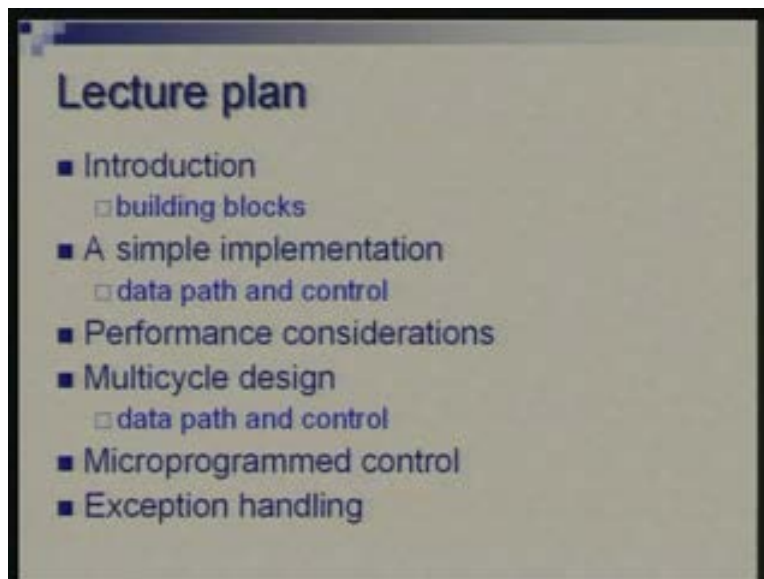 Lecture plan
Introduction
building blocks
A simple implementation
data path and control
Performance considerations
Multicycle design
data path and control
Microprogrammed control
Exception handling